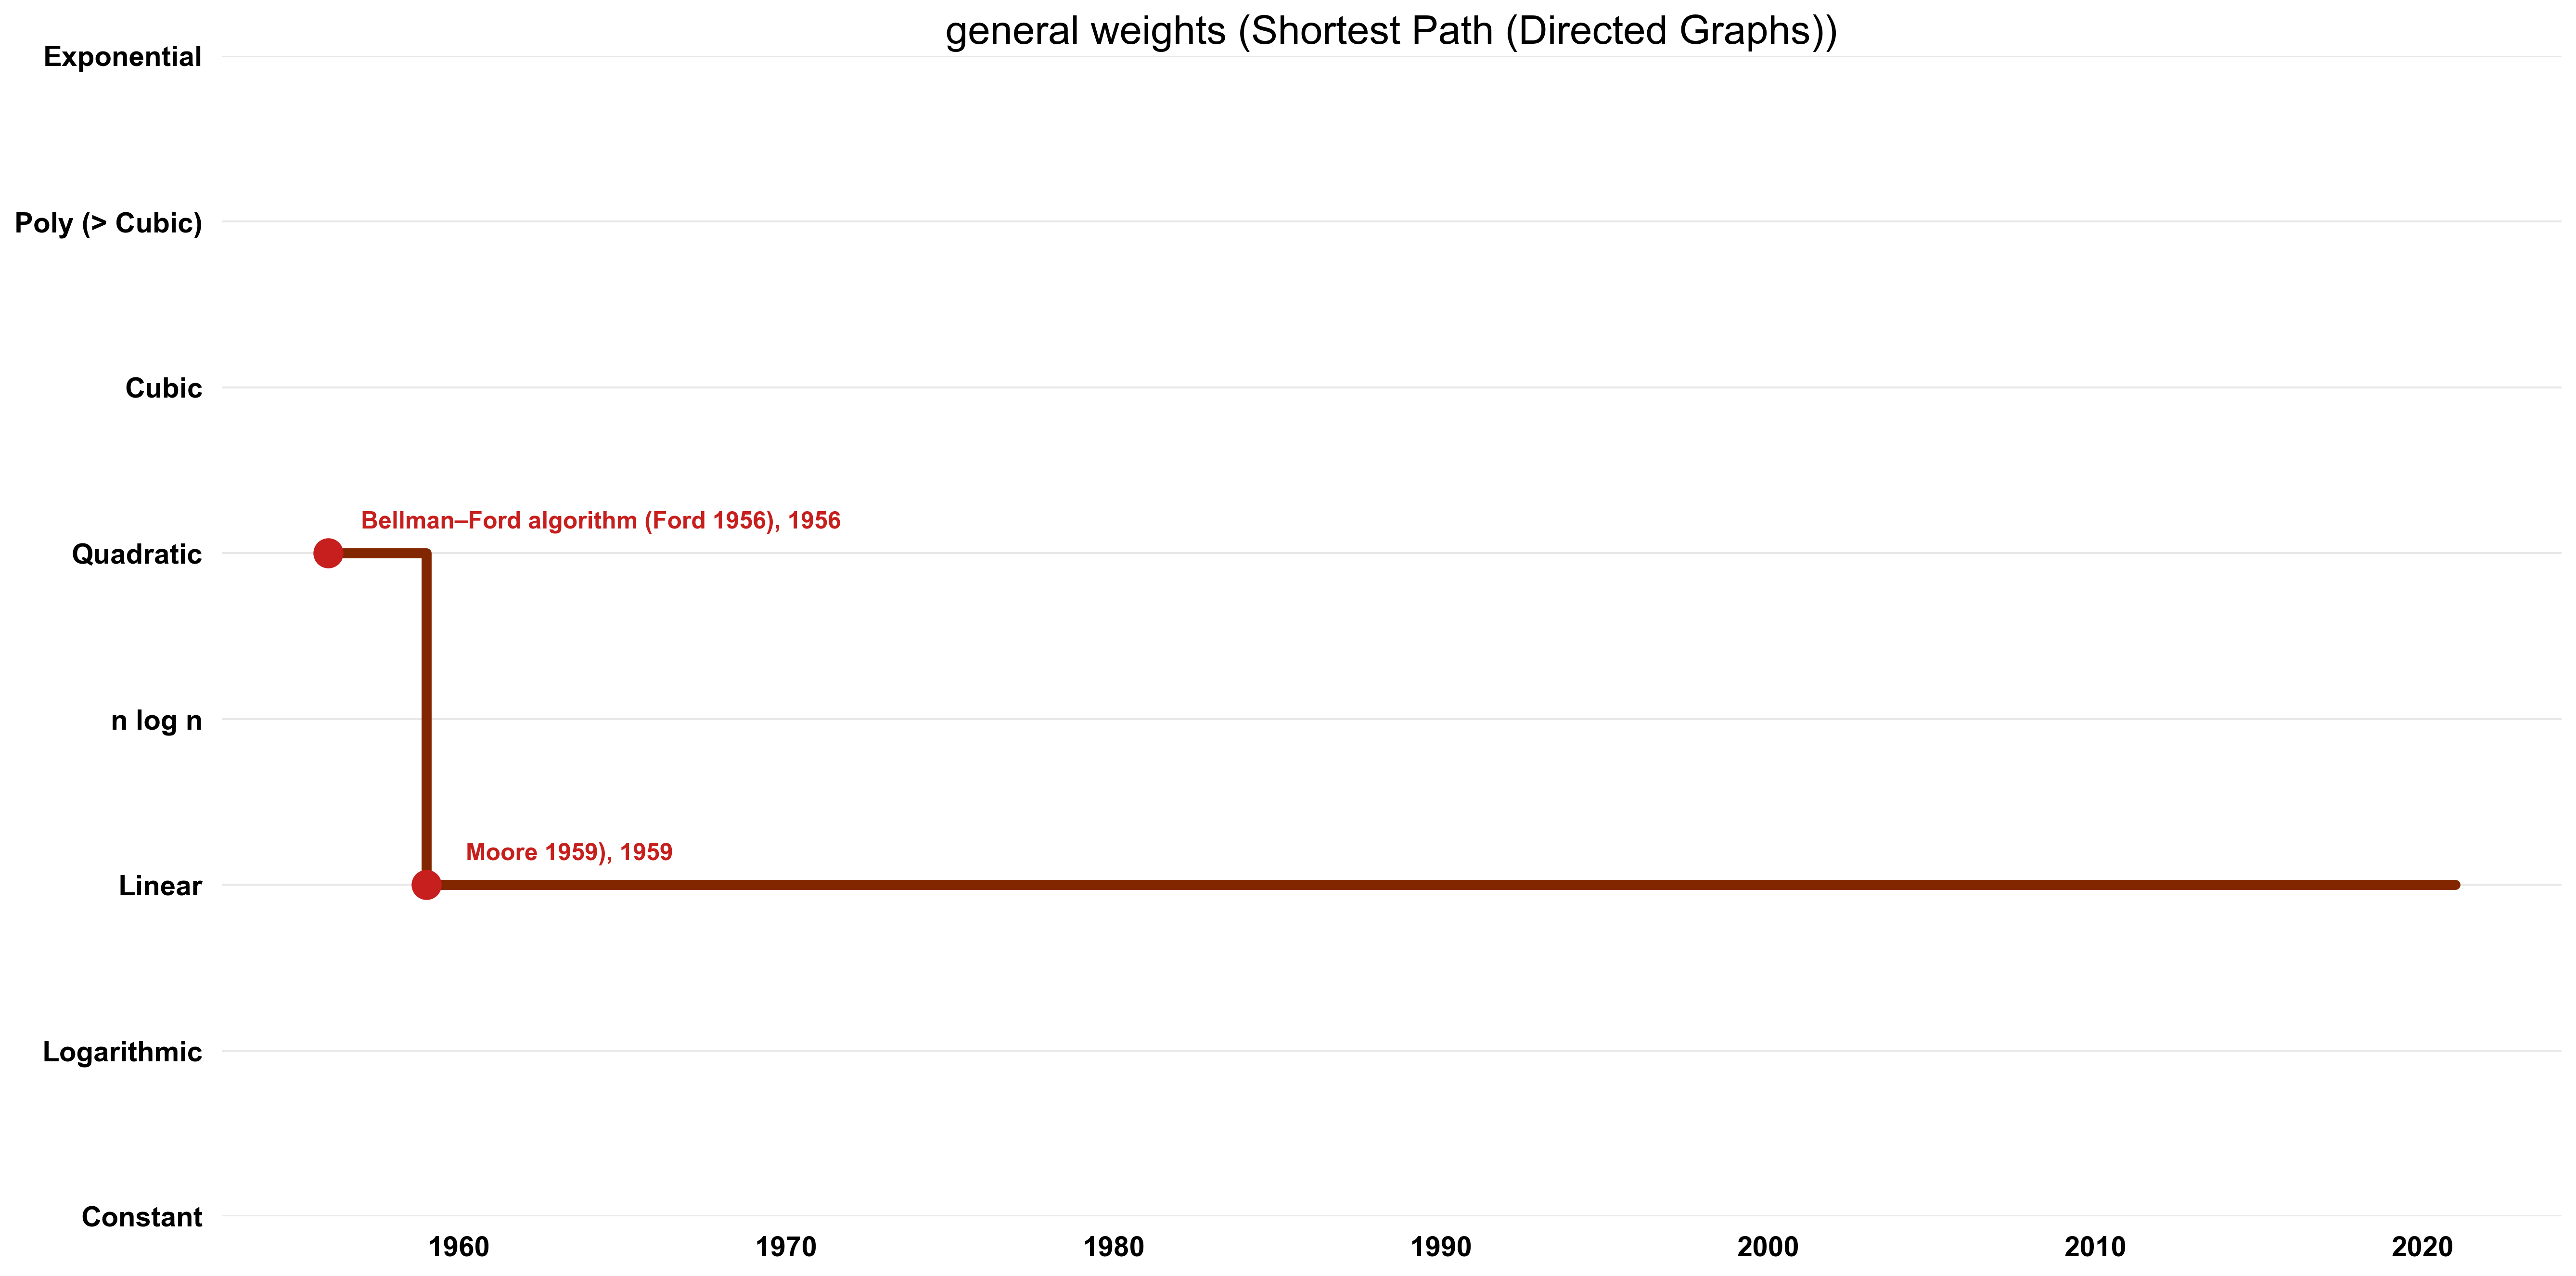 general weights (Shortest Path (Directed Graphs))
Exponential
Poly (> Cubic)
Cubic
Bellman–Ford algorithm (Ford 1956), 1956
Quadratic
n log n
Moore 1959), 1959
Linear
Logarithmic
Constant
1960 1970 1980 1990 2000 2010 2020